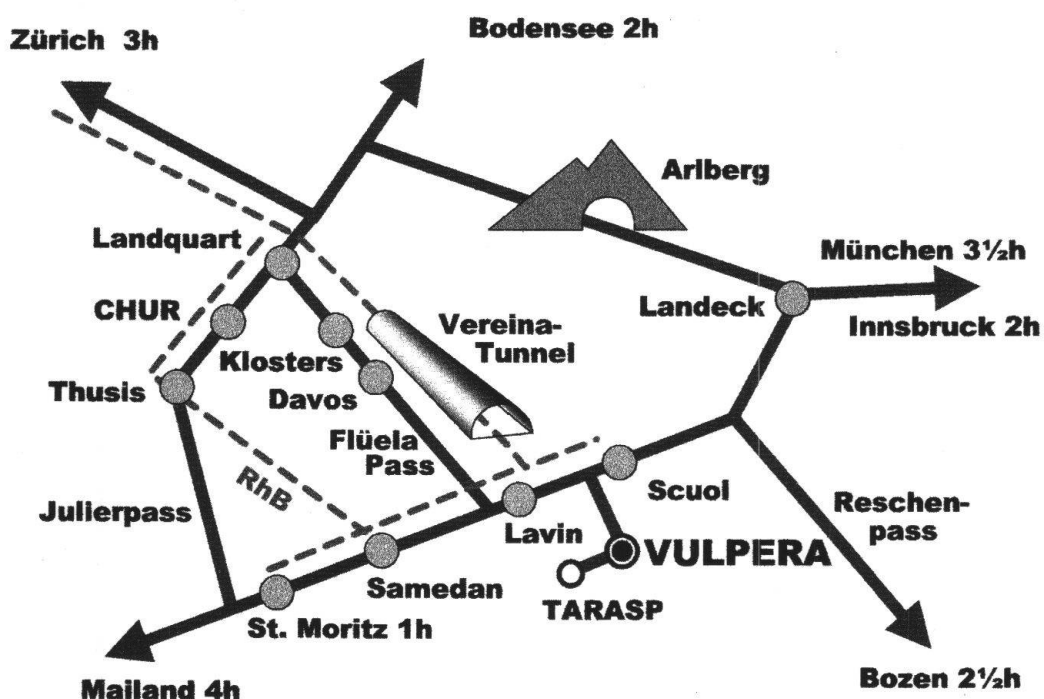 Bodensee 2h
Zürich 3h
Arlberg
Landquart
München 3½h
CHUR
Landeck
Innsbruck 2h
Vereina-
Tunnel
Klosters
Thusis
Davos
Flüela
Pass
RhB
Scuol
Julierpass
Reschen-
pass
Lavin
VULPERA
Samedan
TARASP
St. Moritz 1h
Bozen 2½h
Mailand 4h